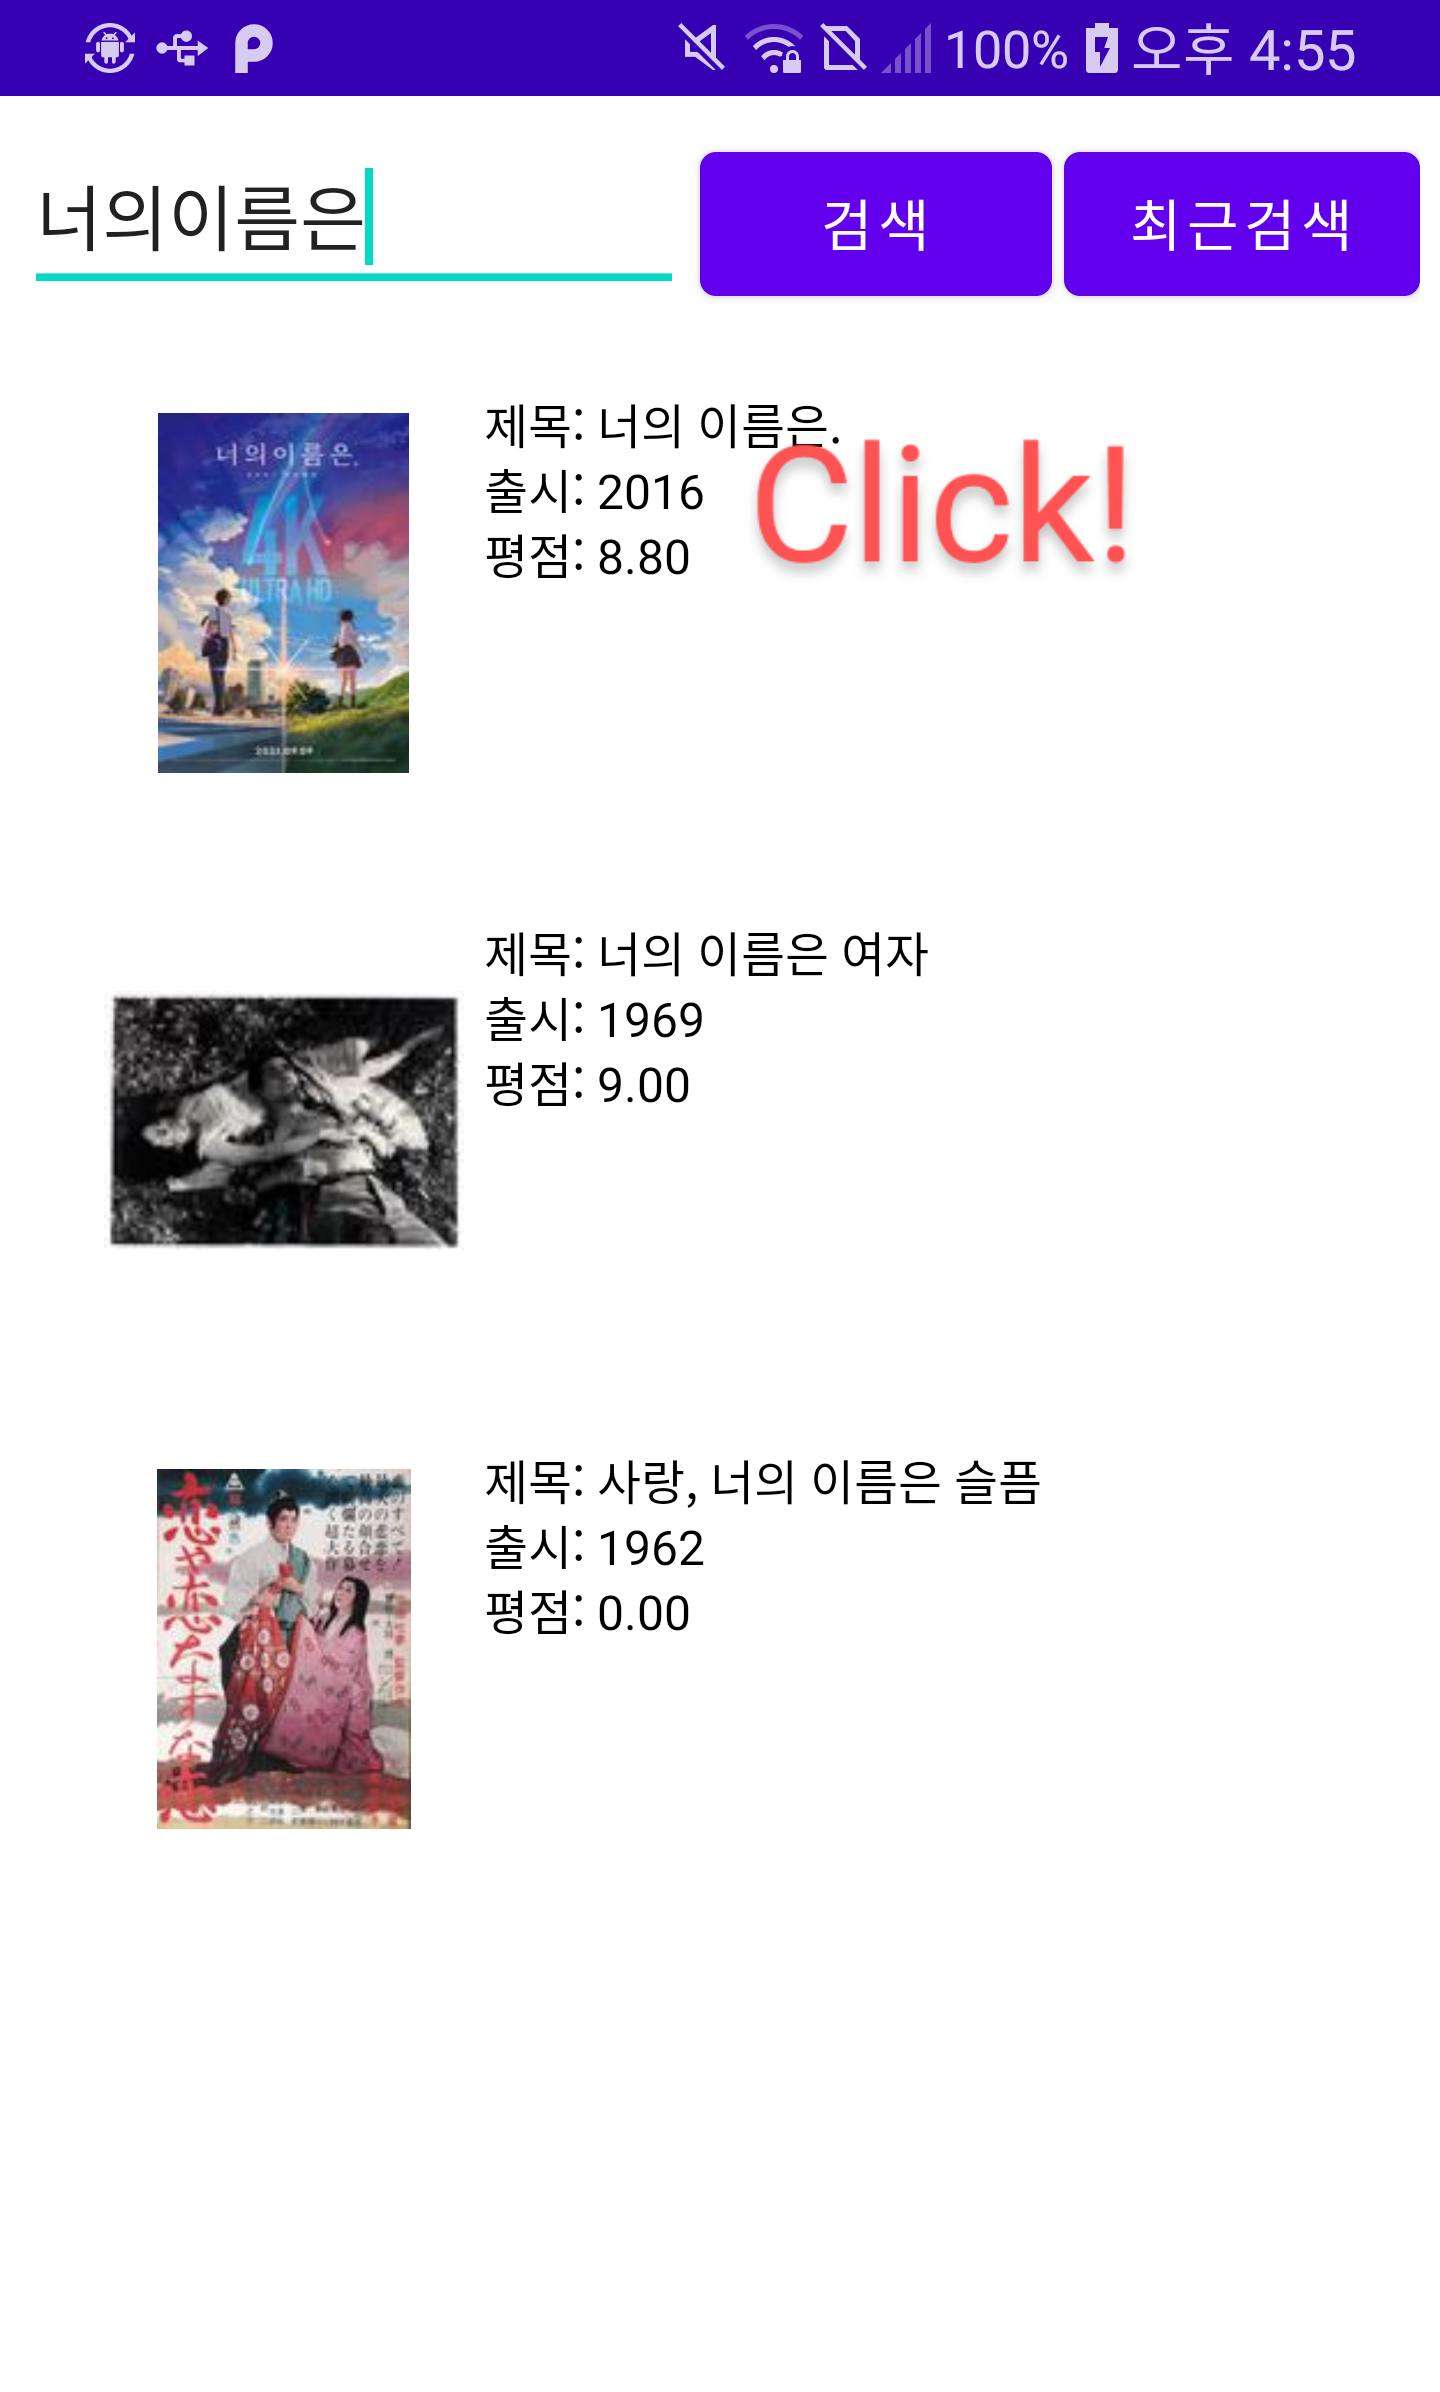 100% 오후 4:55
너의이름은
검색
최근검색
너의이름은.
4K
ULTRA HD
2021.09.09
제목: 너의 이름은.
출시: 2016
평점: 8.80
Click!
제목: 너의 이름은 여자
출시: 1969
평점: 9.00
제목: 사랑, 너의 이름은 슬픔
출시: 1962
평점: 0.00
恋や恋なすな恋